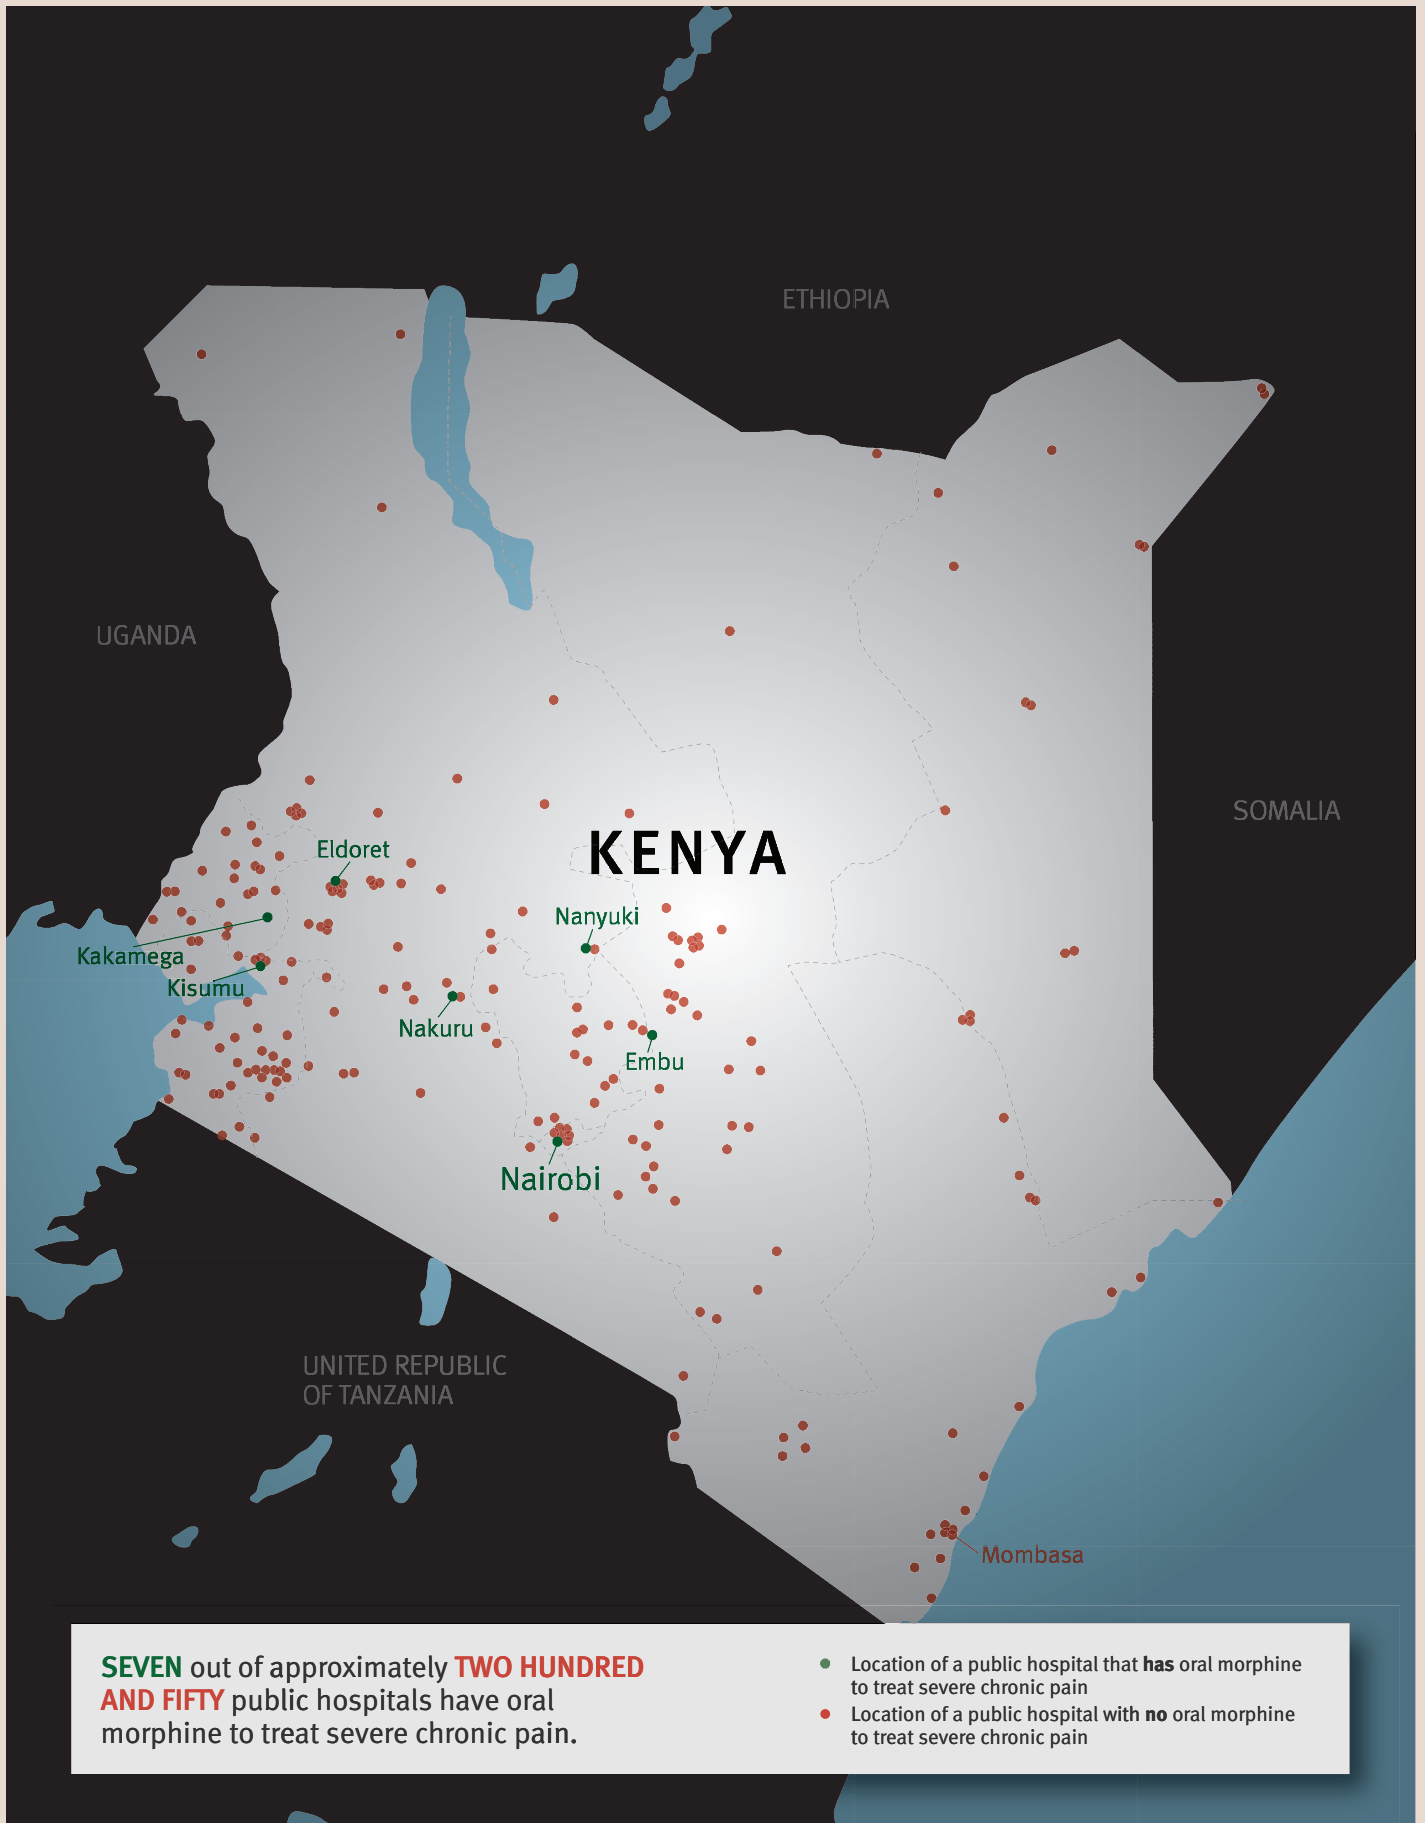 ETHIOPIA
UGANDA
SOMALIA
KENYA
Eldoret
Nanyuki
Kakamega
Kisumu
Nakuru
Embu
Nairobi
UNITED REPUBLIC
OF TANZANIA
Mombasa
SEVEN out of approximately TWO HUNDRED
AND FIFTY public hospitals have oral
morphine to treat severe chronic pain.
Location of a public hospital that has oral morphine
to treat severe chronic pain
Location of a public hospital with no oral morphine
to treat severe chronic pain